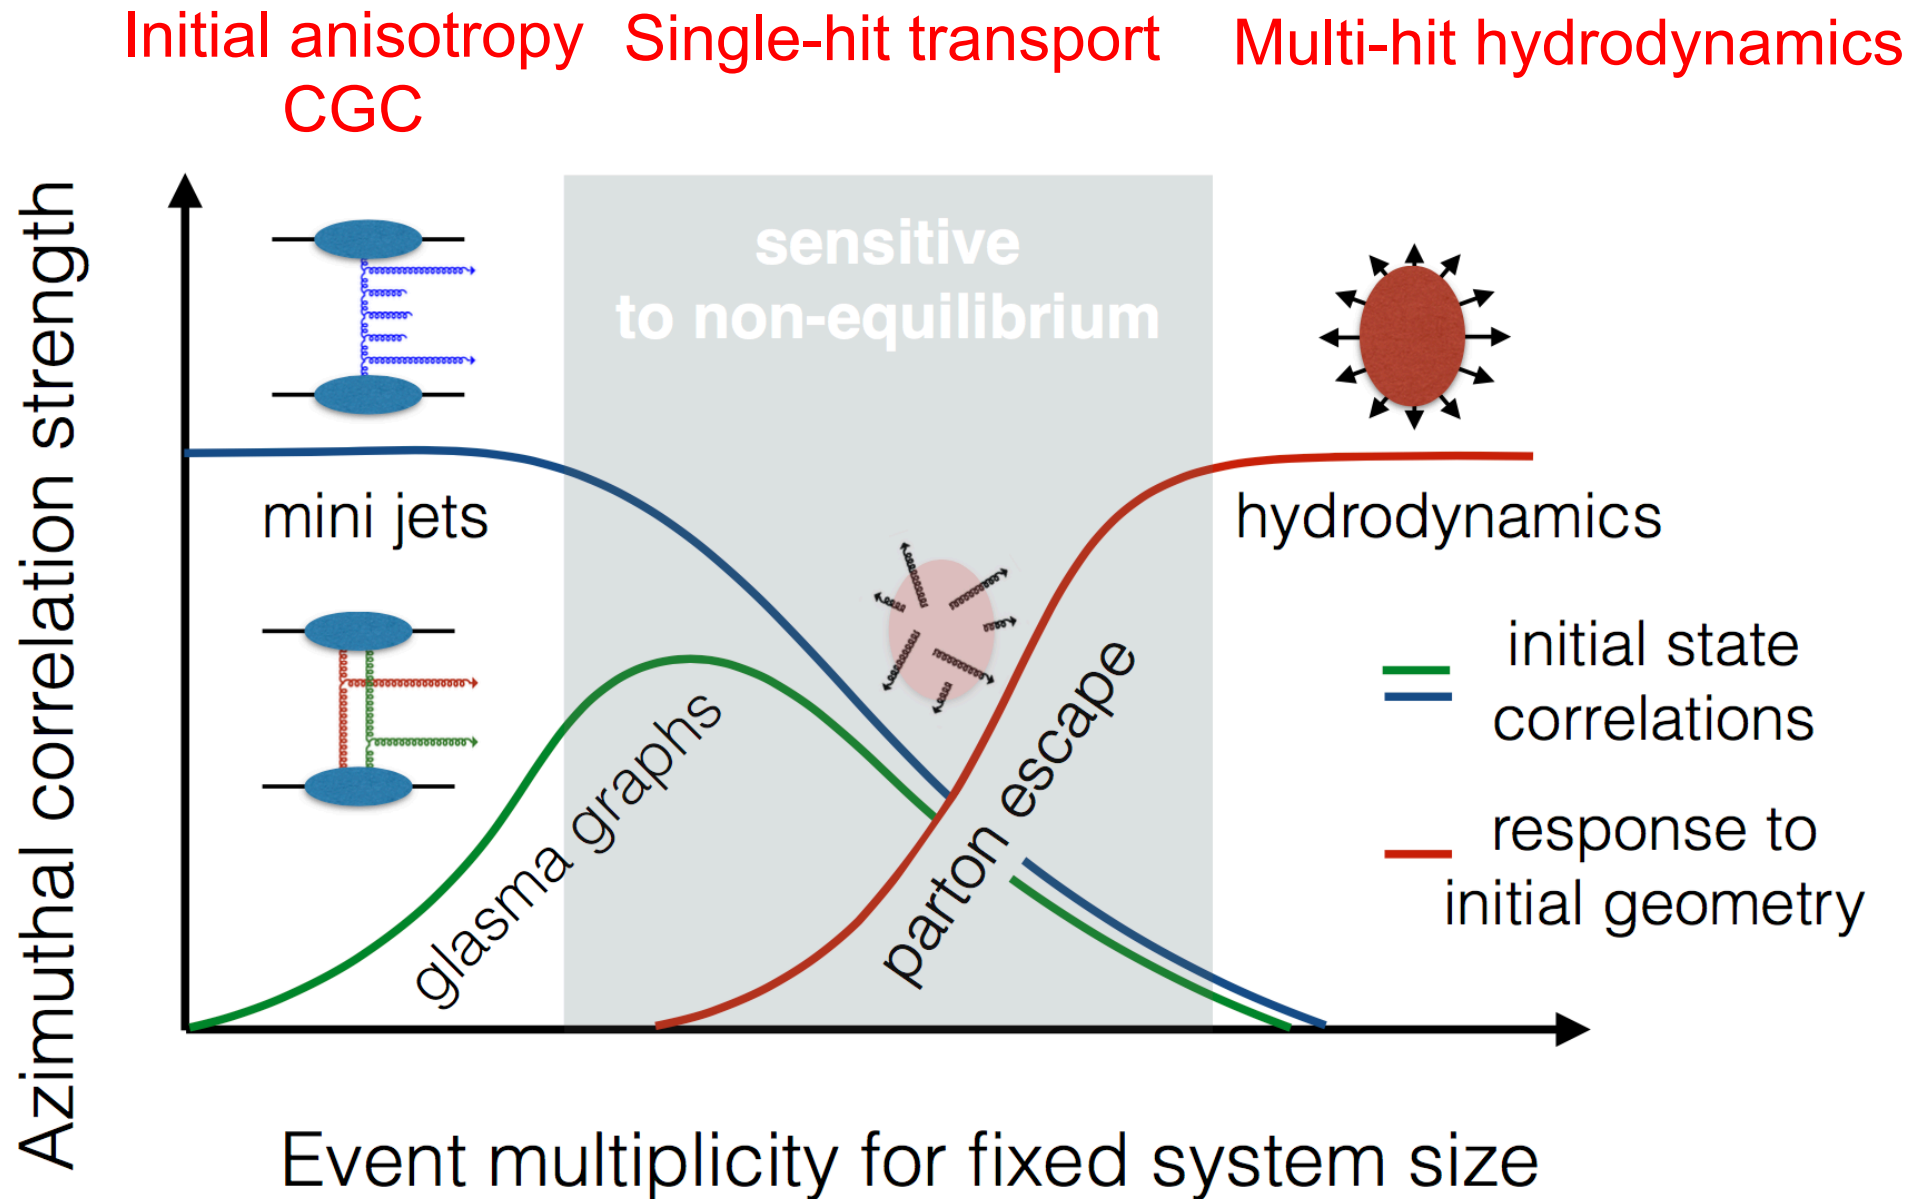 Initial anisotropy
CGC
Single-hit transport
Multi-hit hydrodynamics
Azimuthal correlation strength
sensitive
to non-equilibrium
mini jets
hydrodynamics
glasma graphs
parton escape
initial state
correlations
response to
initial geometry
Event multiplicity for fixed system size